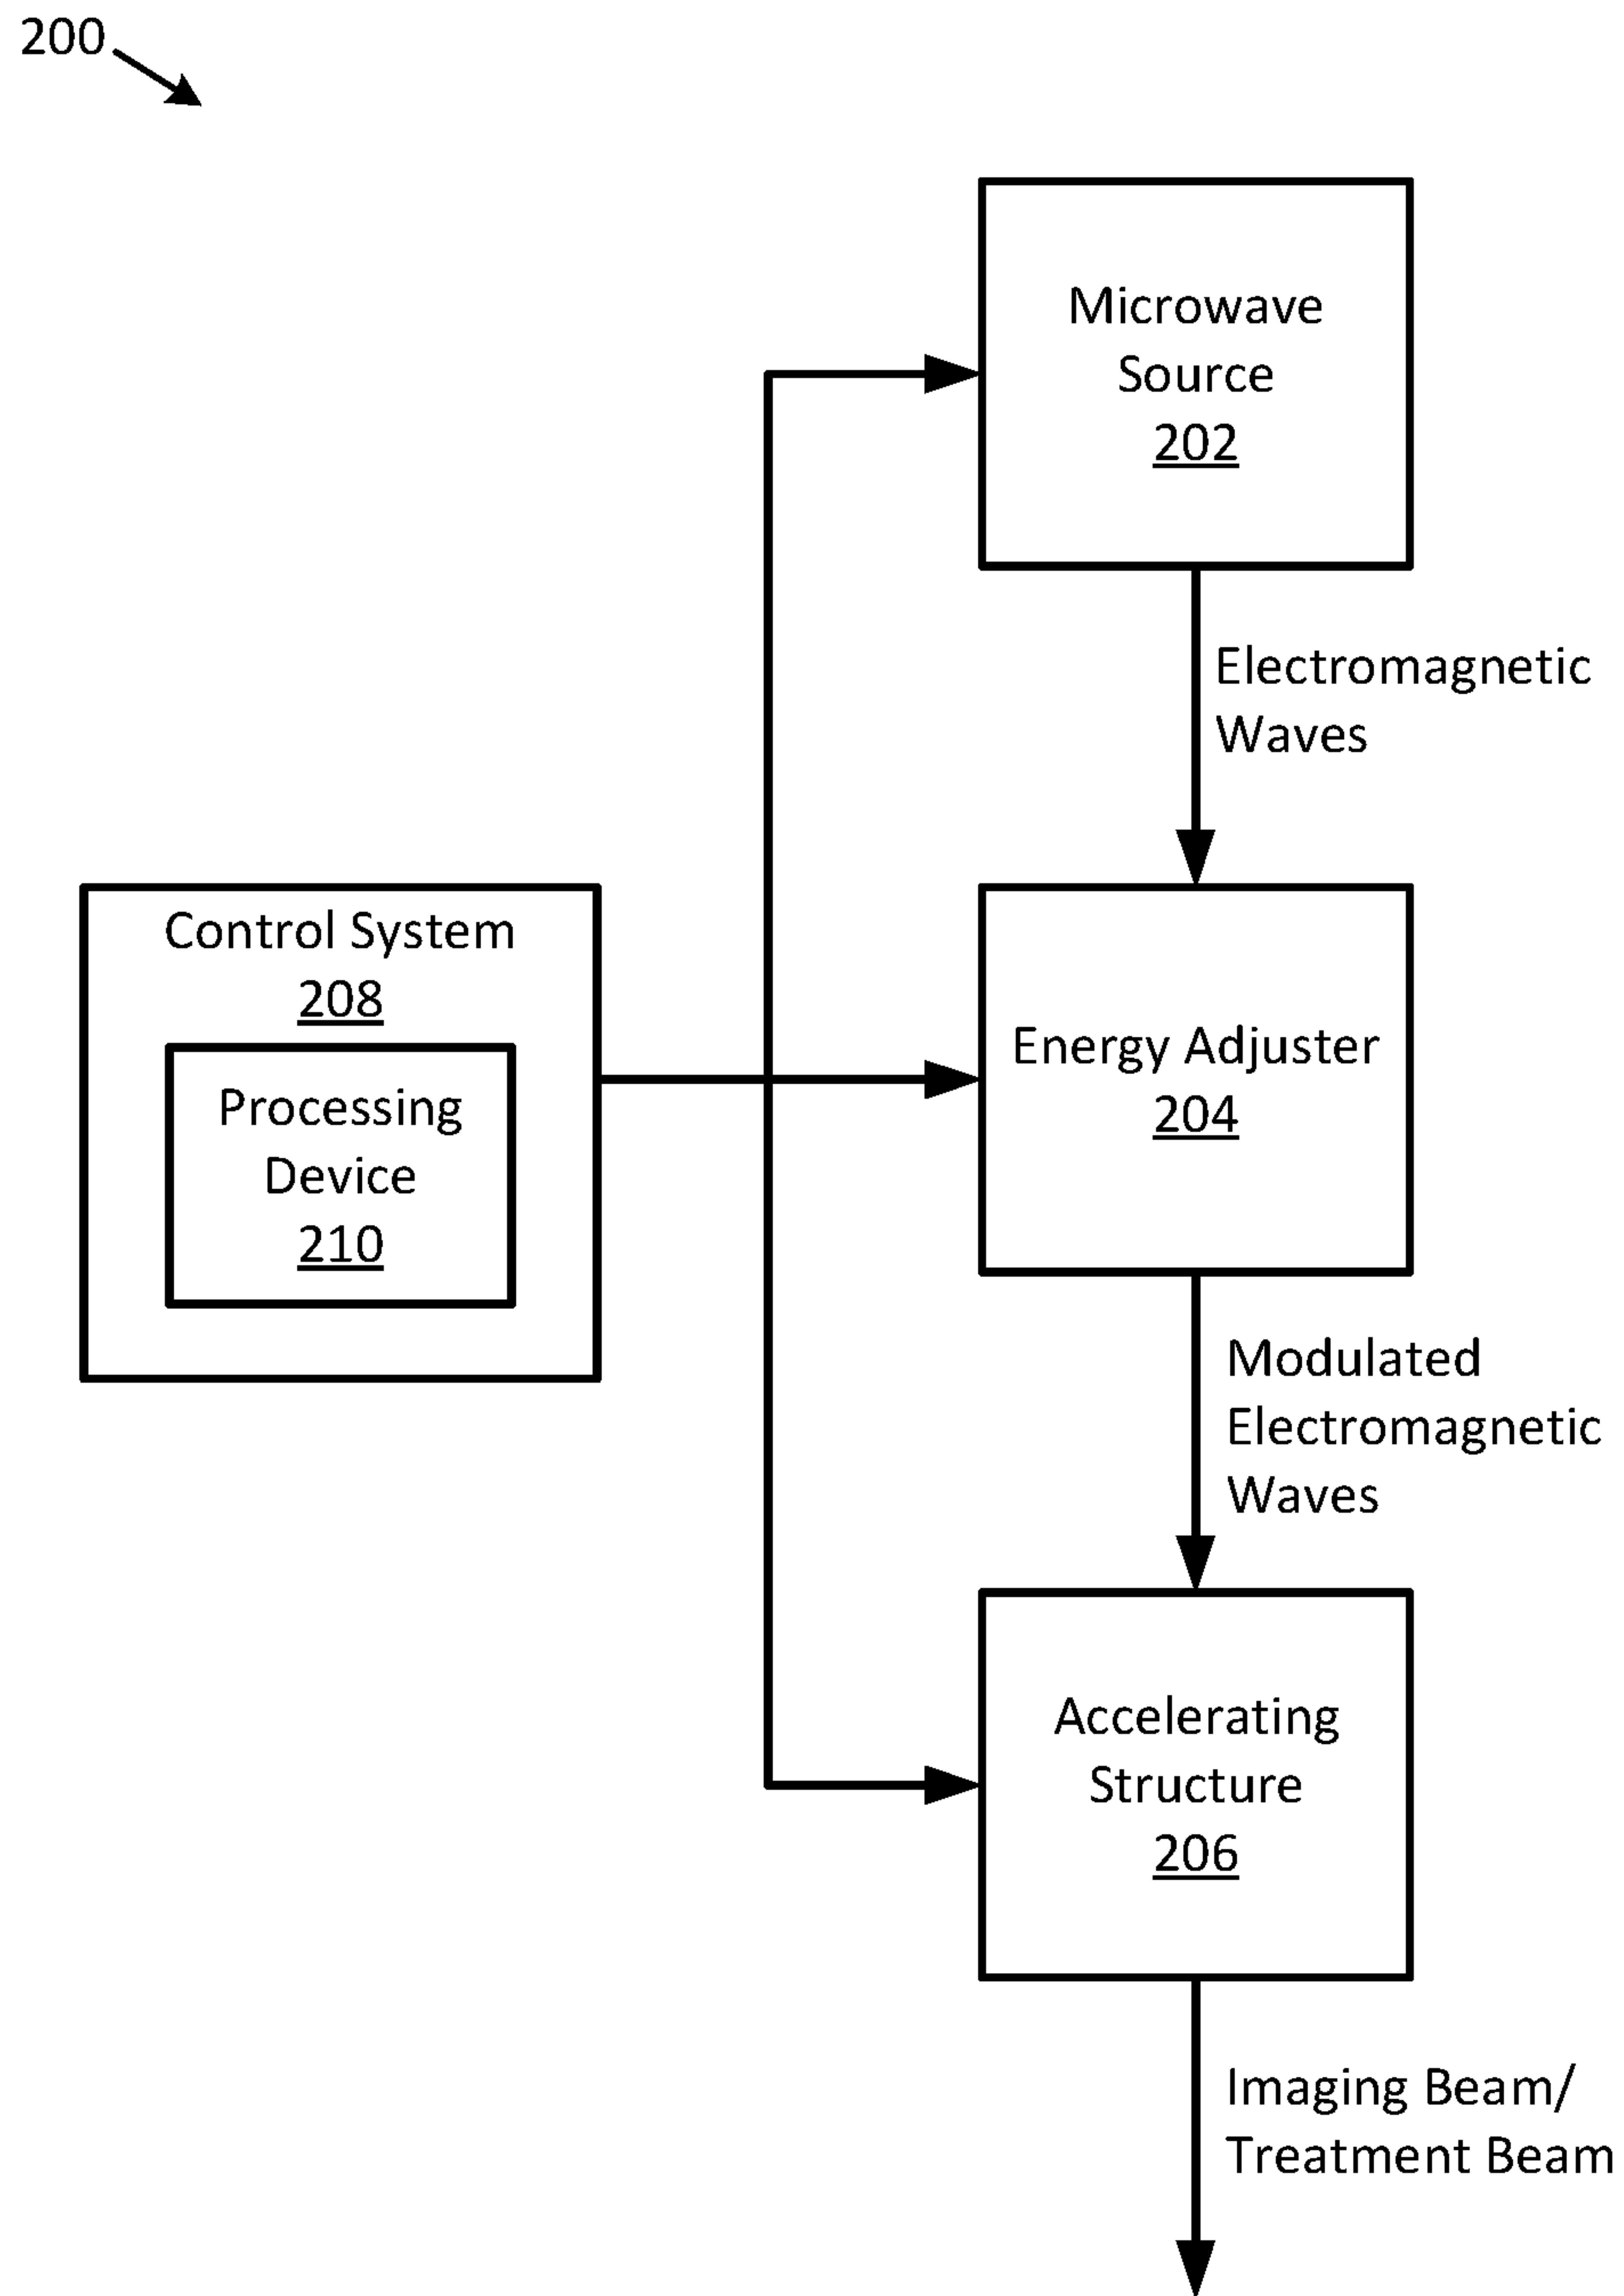 200
Microwave
Source
202
Electromagnetic
Waves
Control System
208
Processing
Device
210
Energy Adjuster
204
Modulated
Electromagnetic
Waves
Accelerating
Structure
206
Imaging Beam/
Treatment Beam